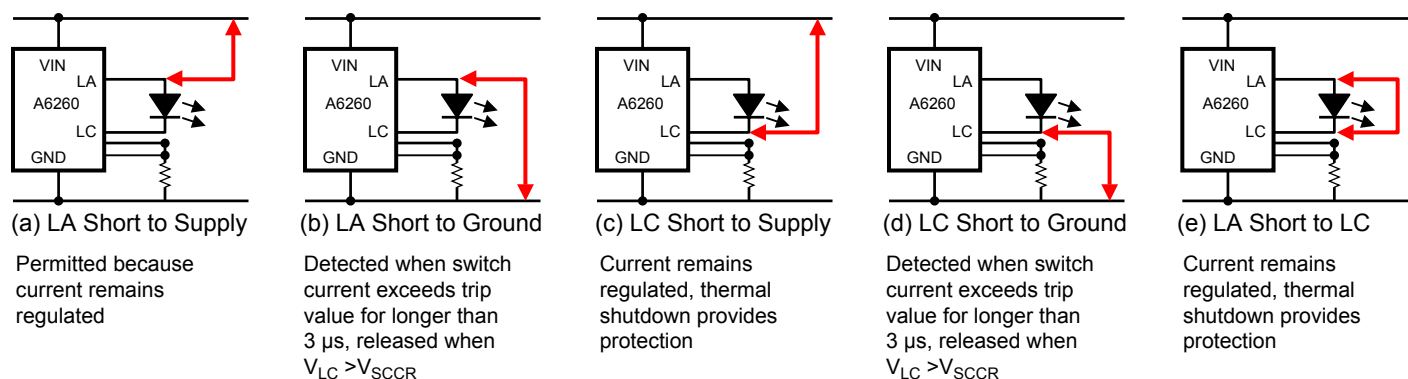 VIN
LA
A6260
LC
GND
(a) LA Short to Supply
Permitted because
current remains
regulated
VIN
LA
A6260
LC
GND
(b) LA Short to Ground
Detected when switch
current exceeds trip
value for longer than
3 µs, released when
VLC >VSCCR
VIN
LA
A6260
LC
GND
(c) LC Short to Supply
Current remains
regulated, thermal
shutdown provides
protection
VIN
LA
A6260
LC
GND
(d) LC Short to Ground
Detected when switch
current exceeds trip
value for longer than
3 µs, released when
VLC >VSCCR
VIN
LA
A6260
LC
GND
(e) LA Short to LC
Current remains
regulated, thermal
shutdown provides
protection